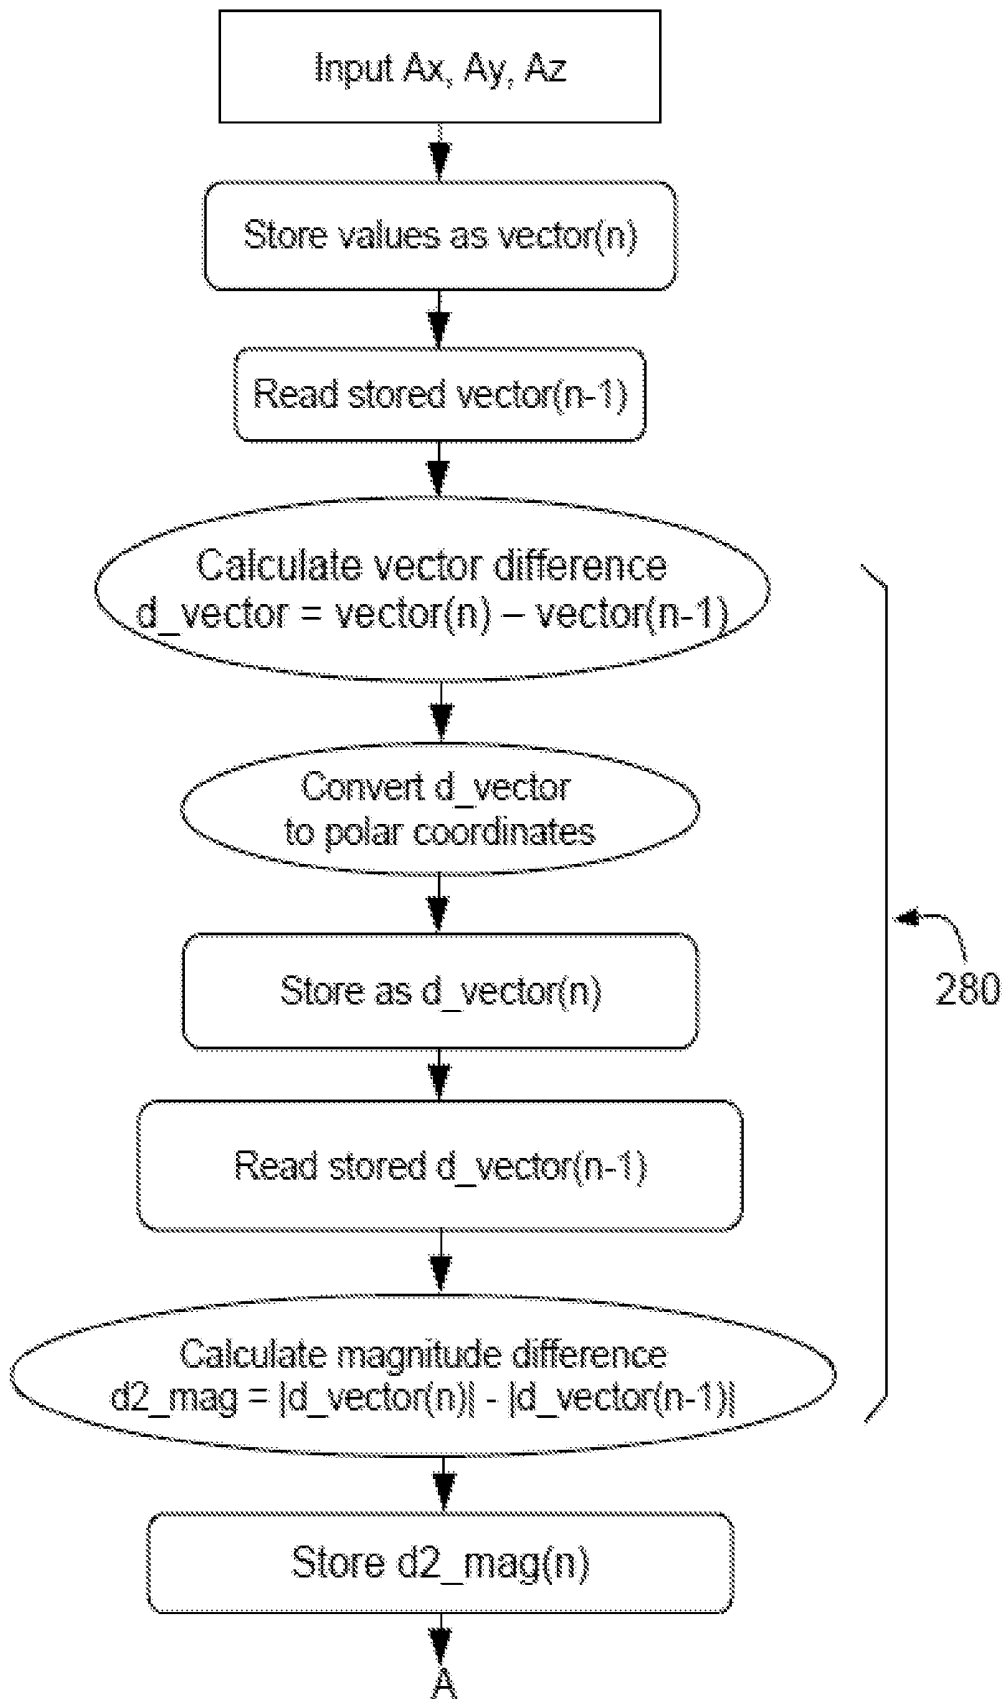 Input Ax, Ay, Az
Store values as vector(n)
Read stored vector(n-1)
Calculate vector difference
d_vector = vector(n) – vector(n-1)
Convert d_vector
to polar coordinates
Store as d_vector(n)
280
Read stored d_vector(n-1)
Calculate magnitude difference
d2_mag = |d_vector(n)| - |d_vector(n-1)|
Store d2_mag(n)
A